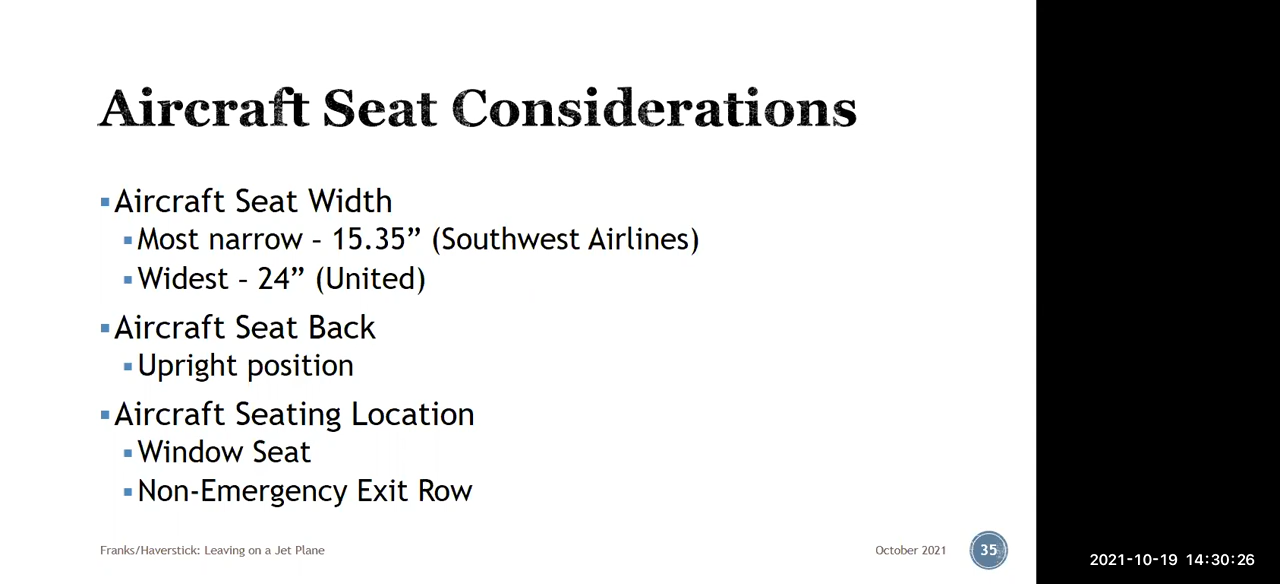 Aircraft Seat Considerations
Aircraft Seat Width
Most narrow – 15.35” (Southwest Airlines)
Widest – 24” (United)
Aircraft Seat Back
Upright position
Aircraft Seating Location
Window Seat
Non-Emergency Exit Row
Franks/Haverstick: Leaving on a Jet Plane
October 2021
35
2021-10-19 14:30:26